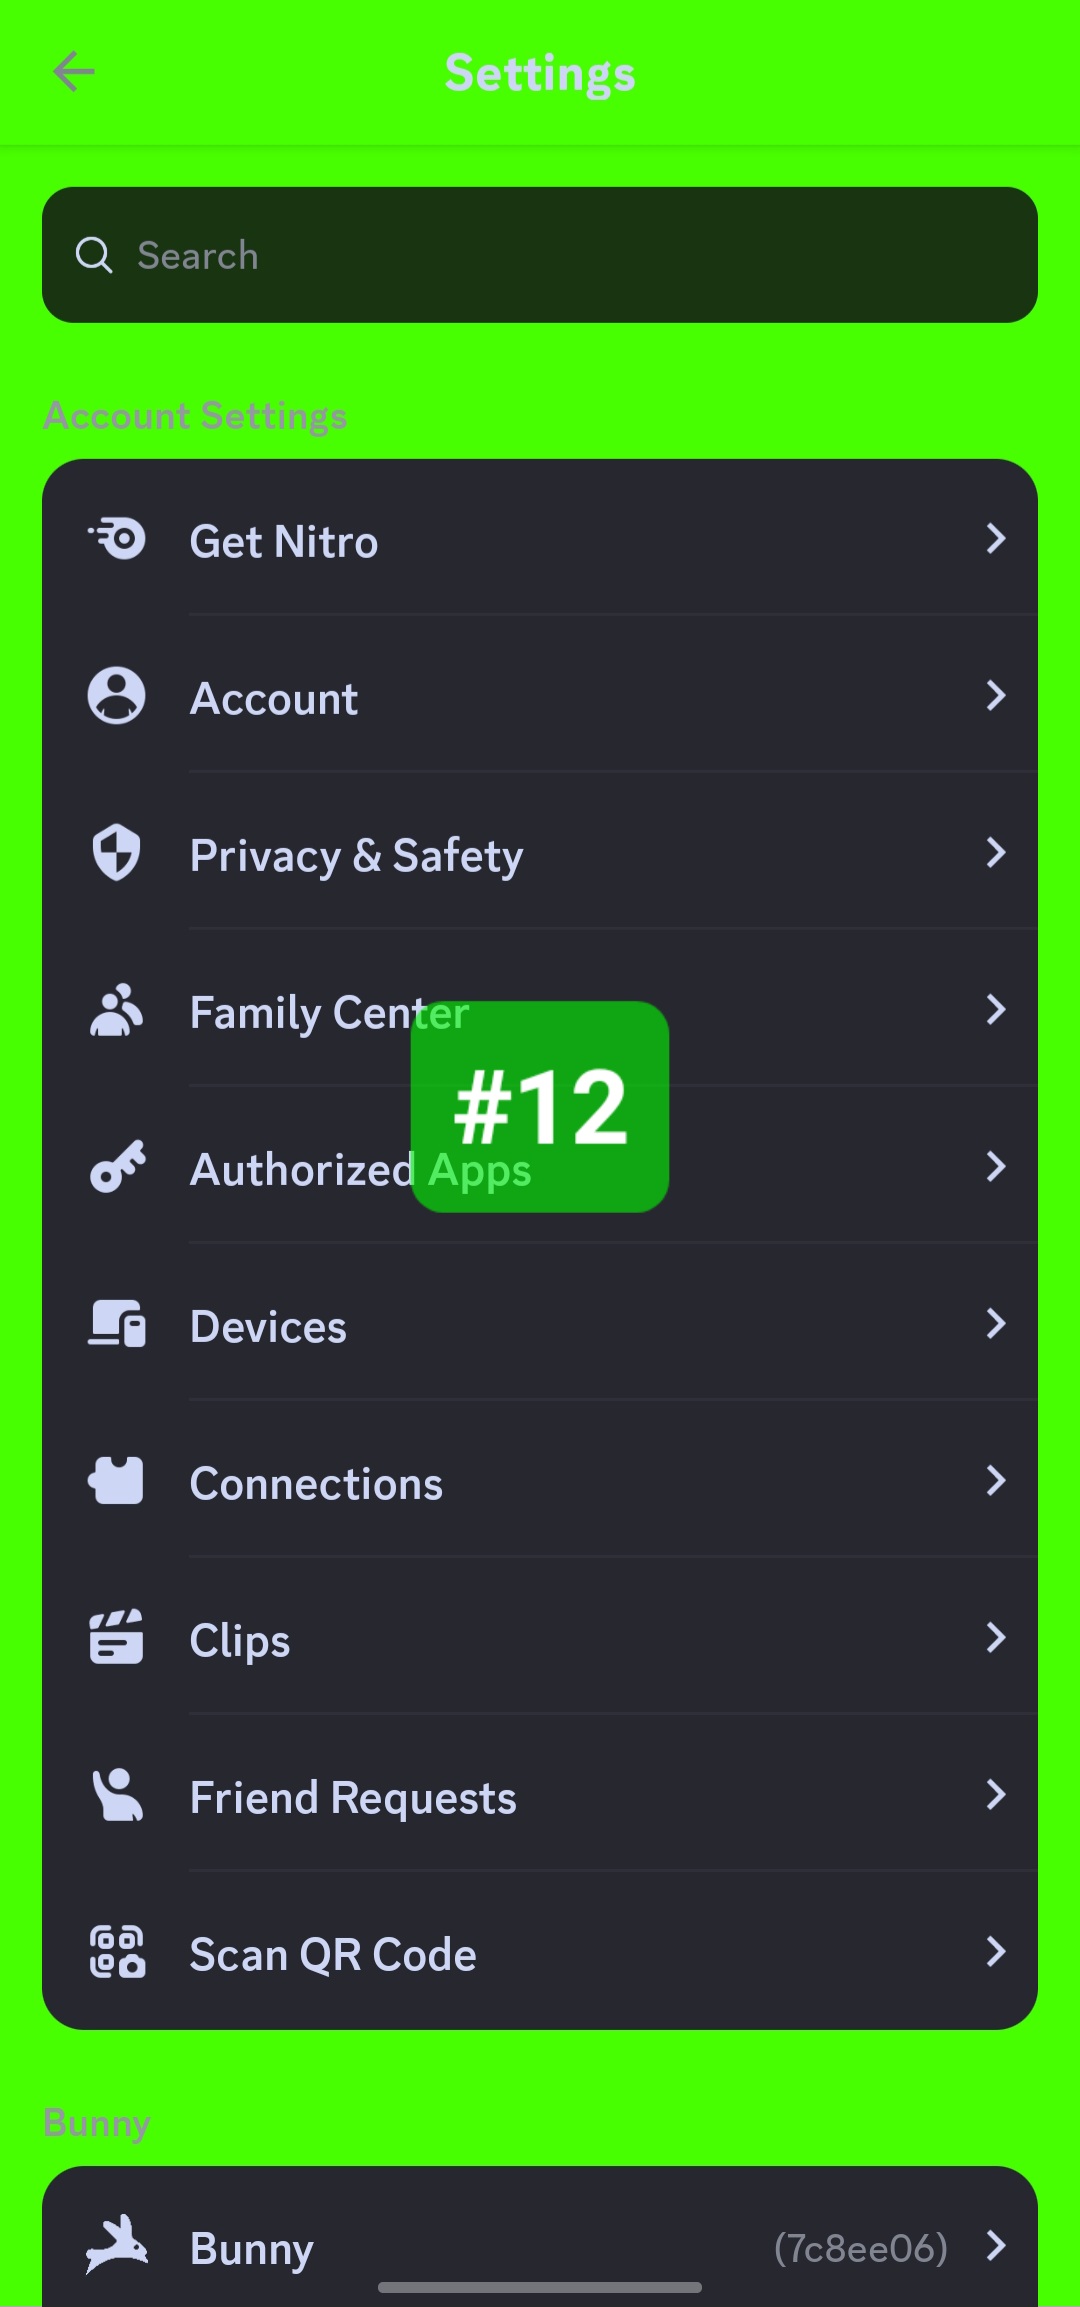 Settings
Search
Account Settings
Get Nitro
Account
Privacy & Safety
Family Center
#12
Authorized Apps
Devices
Connections
Clips
Friend Requests
Scan QR Code
Bunny
Bunny (7c8ee06)